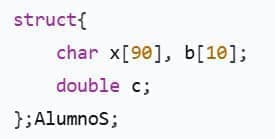 struct{
char x[90], b[10];
double c;
};AlumnoS;